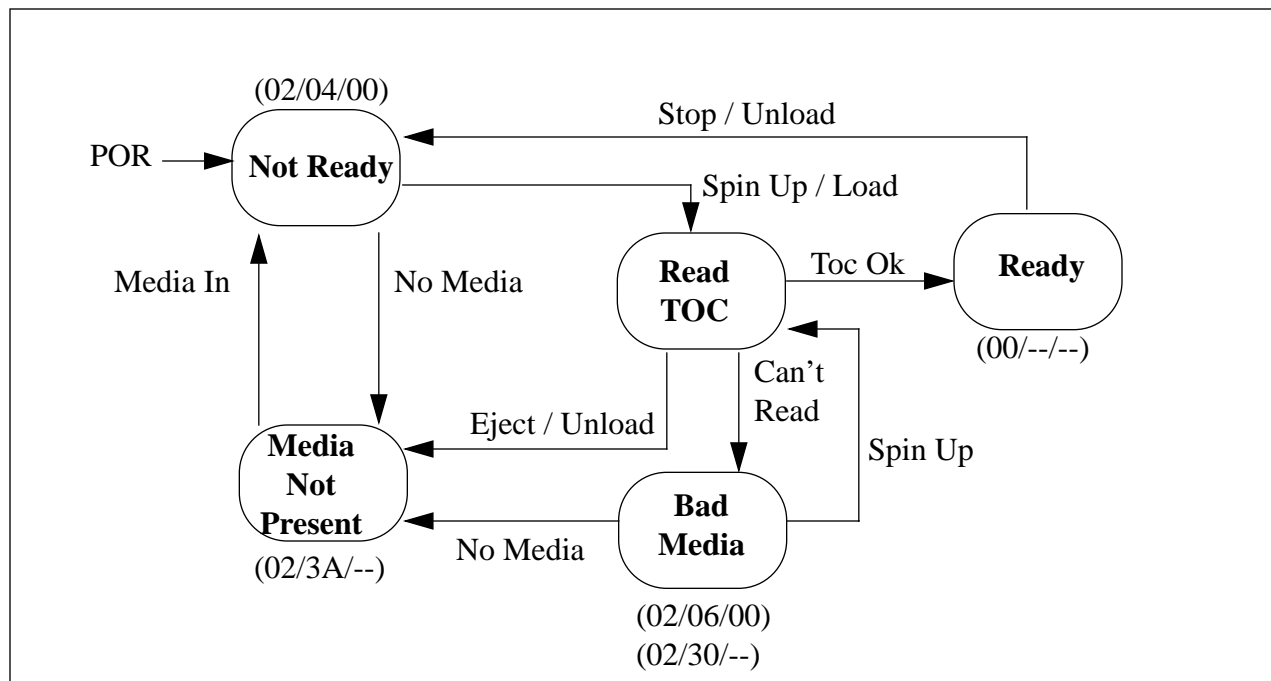 (02/04/00)
Stop / Unload
POR
Not Ready
Spin Up / Load
Media In
No Media
Read
TOC
Toc Ok
Ready
(00/--/--)
Can't
Read
Eject / Unload
Spin Up
Media
Not
Present
(02/3A/--)
No Media
Bad
Media
(02/06/00)
(02/30/--)